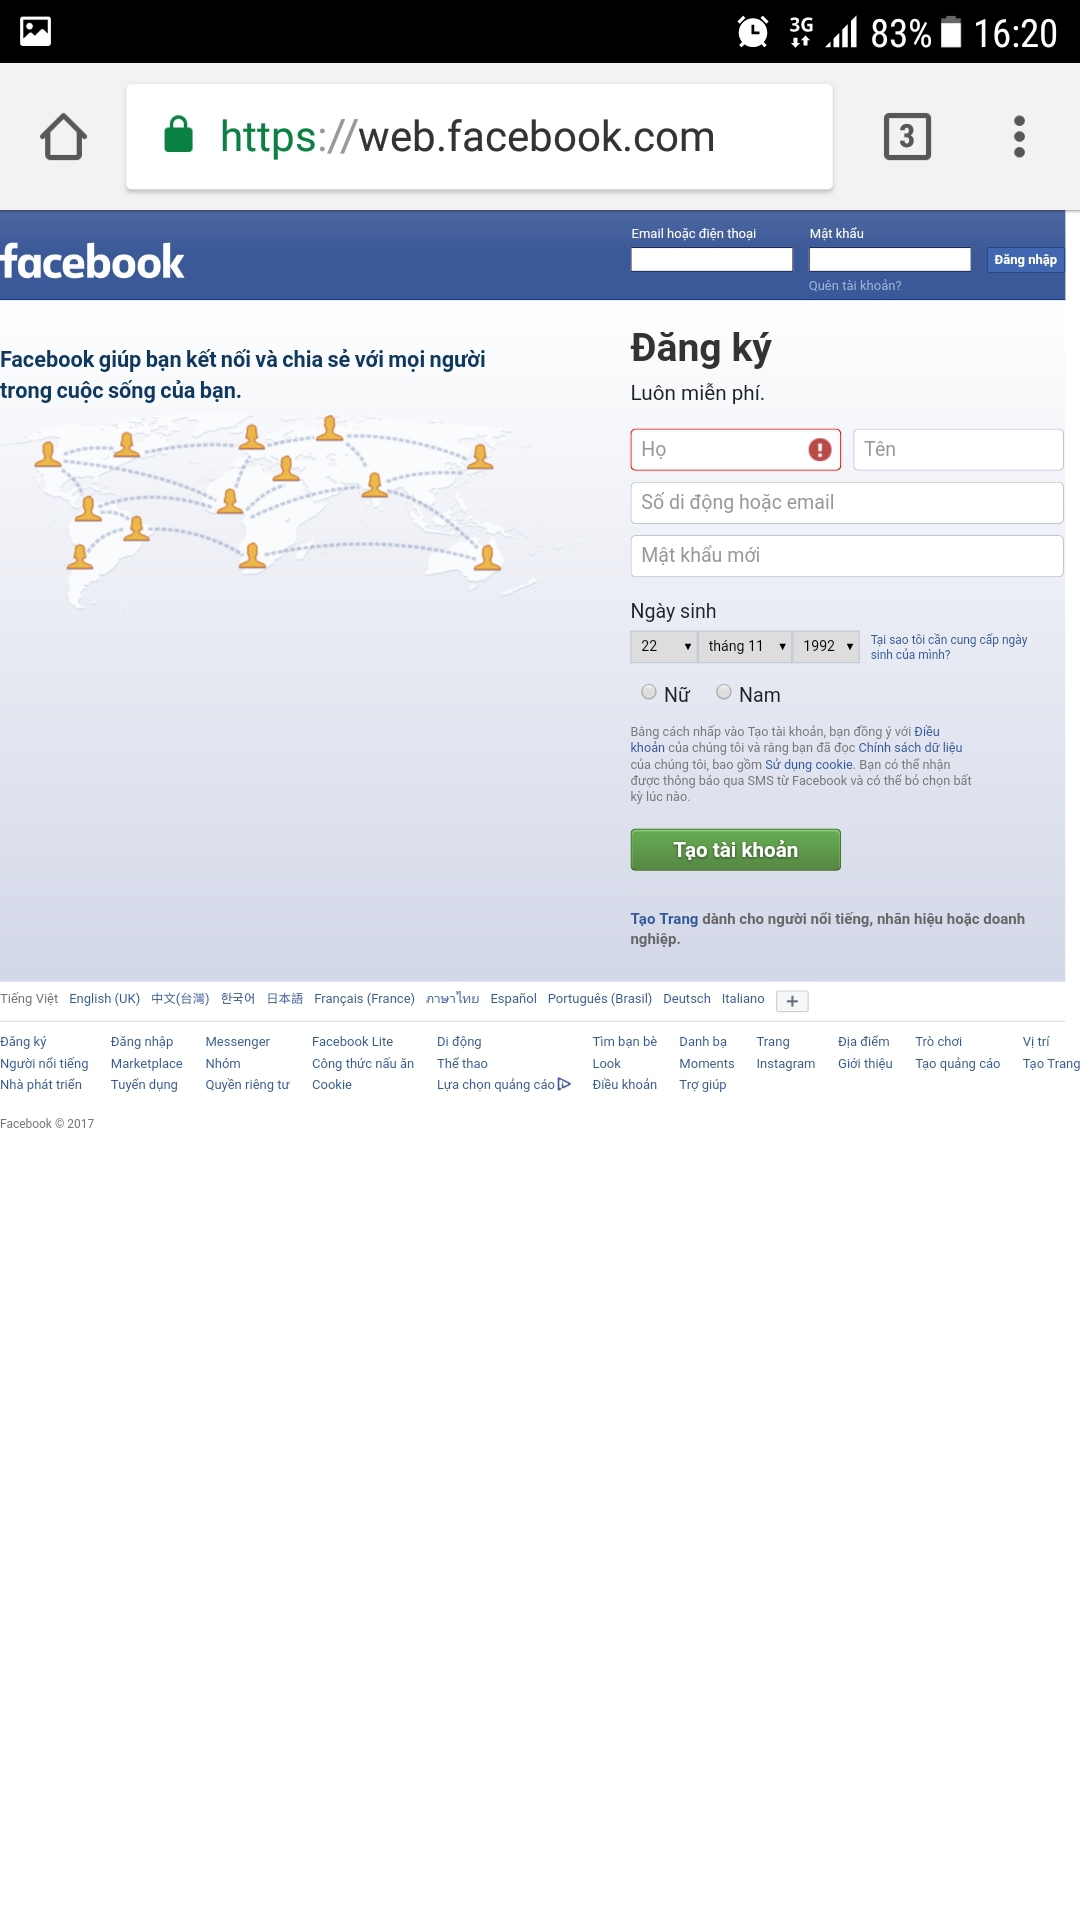 3G 83% 16:20
https://web.facebook.com
3
facebook
Email hoặc điện thoại
Mật khẩu
Đăng nhập
Quên tài khoản?
Facebook giúp bạn kết nối và chia sẻ với mọi người
trong cuộc sống của bạn.
Đăng ký
Luôn miễn phí.
Họ
Tên
Số di động hoặc email
Mật khẩu mới
Ngày sinh
22 tháng 11 1992
Tại sao tôi cần cung cấp ngày
sinh của mình?
Nữ Nam
Bằng cách nhấp vào Tạo tài khoản, bạn đồng ý với Điều
khoản của chúng tôi và rằng bạn đã đọc Chính sách dữ liệu
của chúng tôi, bao gồm Sử dụng cookie. Bạn có thể nhận
được thông báo qua SMS từ Facebook và có thể bỏ chọn bất
kỳ lúc nào.
Tạo tài khoản
Tạo Trang dành cho người nổi tiếng, nhãn hiệu hoặc doanh
nghiệp.
Tiếng Việt English (UK) 中文(台灣) 한국어 日本語 Français (France) ภาษาไทย Español Português (Brasil) Deutsch Italiano +
Đăng ký Đăng nhập Messenger Facebook Lite Di động Tìm bạn bè Danh bạ Trang Địa điểm Trò chơi Vị trí
Người nổi tiếng Marketplace Nhóm Công thức nấu ăn Thể thao Look Moments Instagram Giới thiệu Tạo quảng cáo Tạo Trang
Nhà phát triển Tuyển dụng Quyền riêng tư Cookie Lựa chọn quảng cáo Điều khoản Trợ giúp
Facebook © 2017